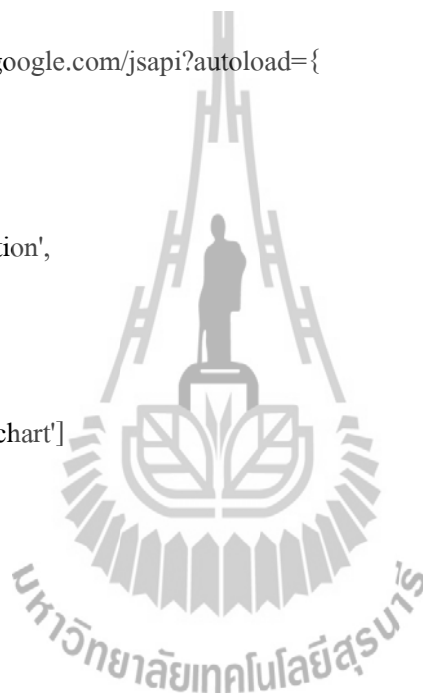 google.com/jsapi?autoload={
tion',
chart']
มหาวิทยาลัยเทคโนโลยีสุรนารี